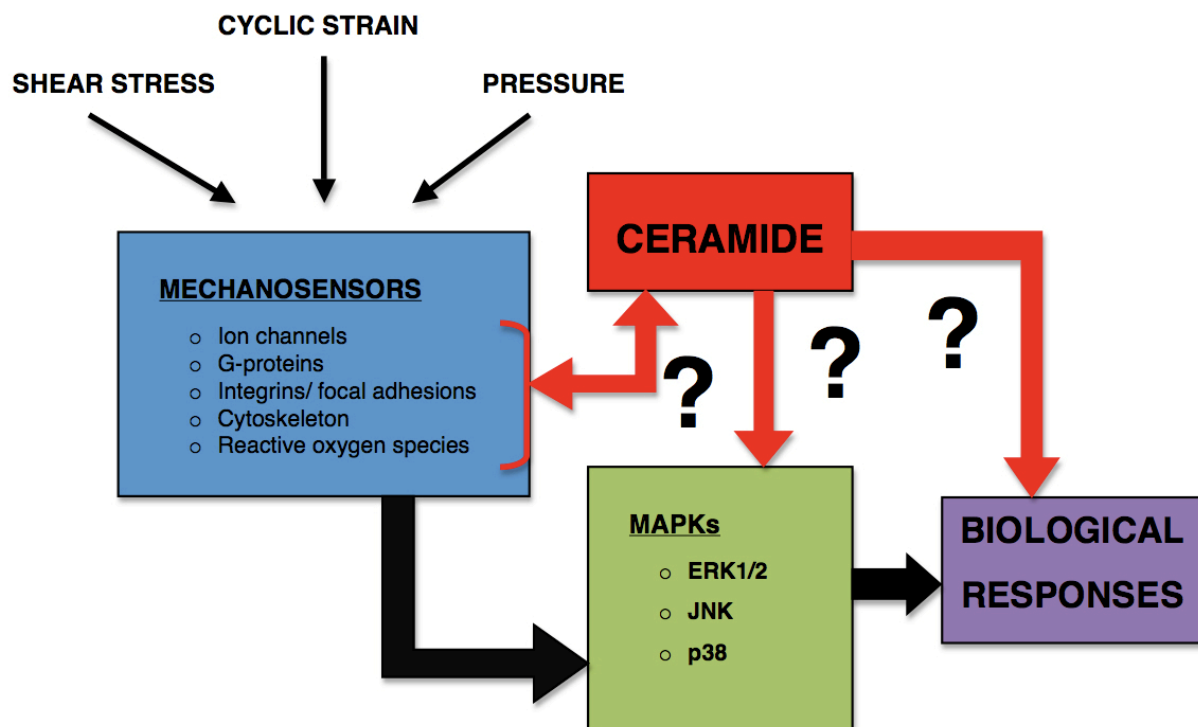 CYCLIC STRAIN
SHEAR STRESS
PRESSURE
CERAMIDE
MECHANOSENSORS
○ Ion channels
○ G-proteins
○ Integrins/ focal adhesions
○ Cytoskeleton
○ Reactive oxygen species
?
?
?
MAPKs
○ ERK1/2
○ JNK
○ p38
BIOLOGICAL
RESPONSES